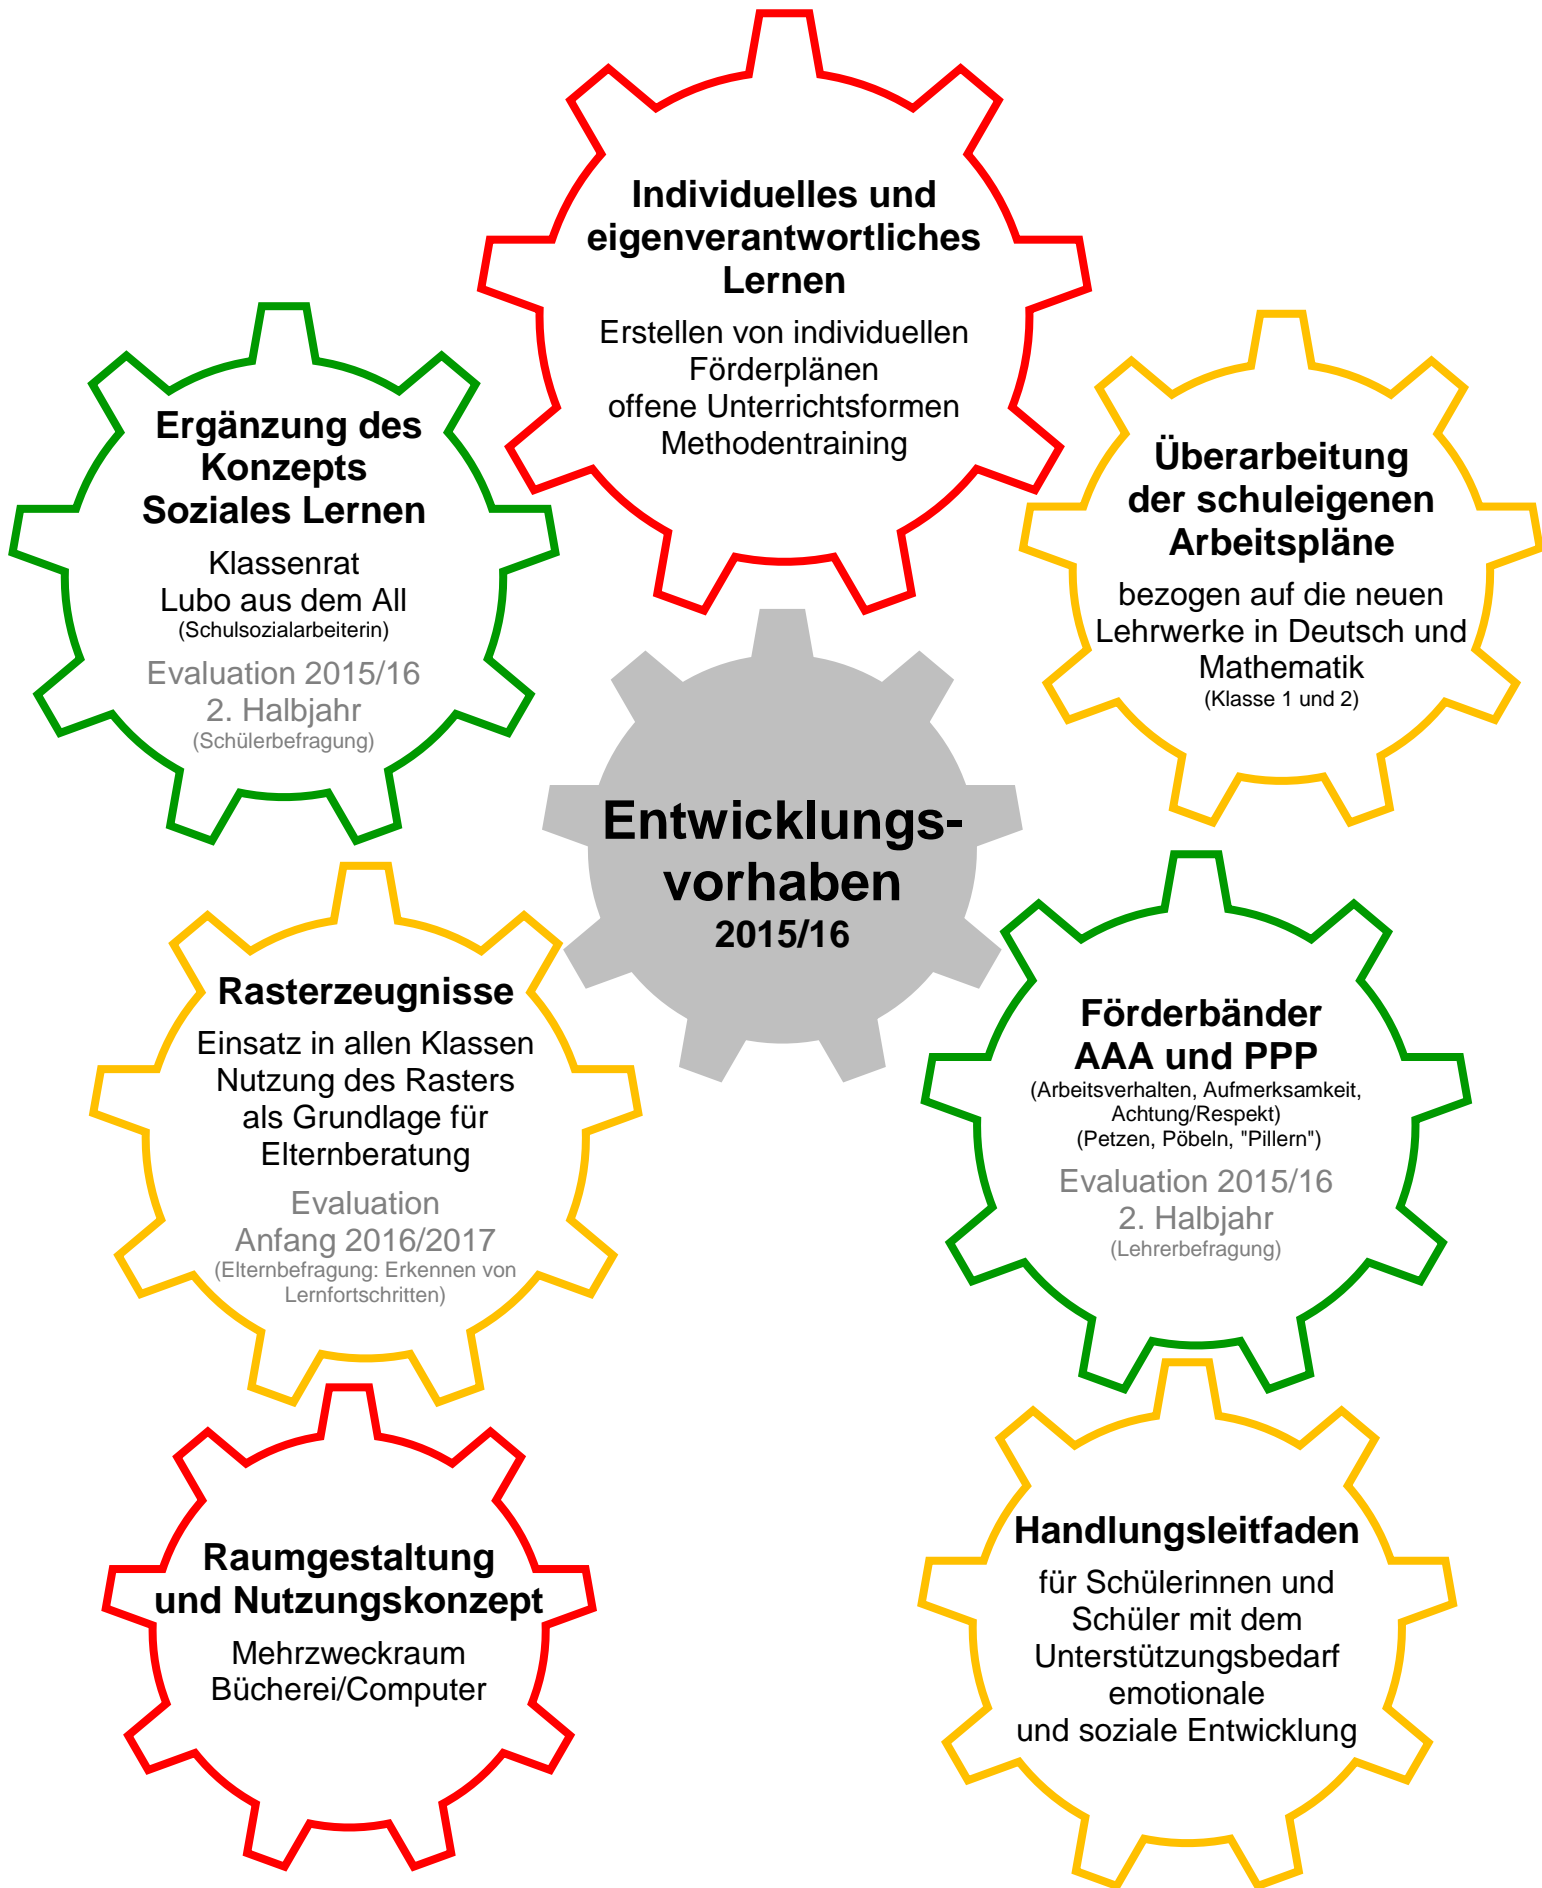 Individuelles und
eigenverantwortliches
Lernen
Erstellen von individuellen
Förderplänen
offene Unterrichtsformen
Methodentraining
Ergänzung des
Konzepts
Soziales Lernen
Klassenrat
Lubo aus dem All
(Schulsozialarbeiterin)
Evaluation 2015/16
2. Halbjahr
(Schülerbefragung)
Überarbeitung
der schuleigenen
Arbeitspläne
bezogen auf die neuen
Lehrwerke in Deutsch und
Mathematik
(Klasse 1 und 2)
Entwicklungs-
vorhaben
2015/16
Rasterzeugnisse
Einsatz in allen Klassen
Nutzung des Rasters
als Grundlage für
Elternberatung
Evaluation
Anfang 2016/2017
(Elternbefragung: Erkennen von
Lernfortschritten)
Förderbänder
AAA und PPP
(Arbeitsverhalten, Aufmerksamkeit,
Achtung/Respekt)
(Petzen, Pöbeln, "Pillern")
Evaluation 2015/16
2. Halbjahr
(Lehrerbefragung)
Raumgestaltung
und Nutzungskonzept
Mehrzweckraum
Bücherei/Computer
Handlungsleitfaden
für Schülerinnen und
Schüler mit dem
Unterstützungsbedarf
emotionale
und soziale Entwicklung